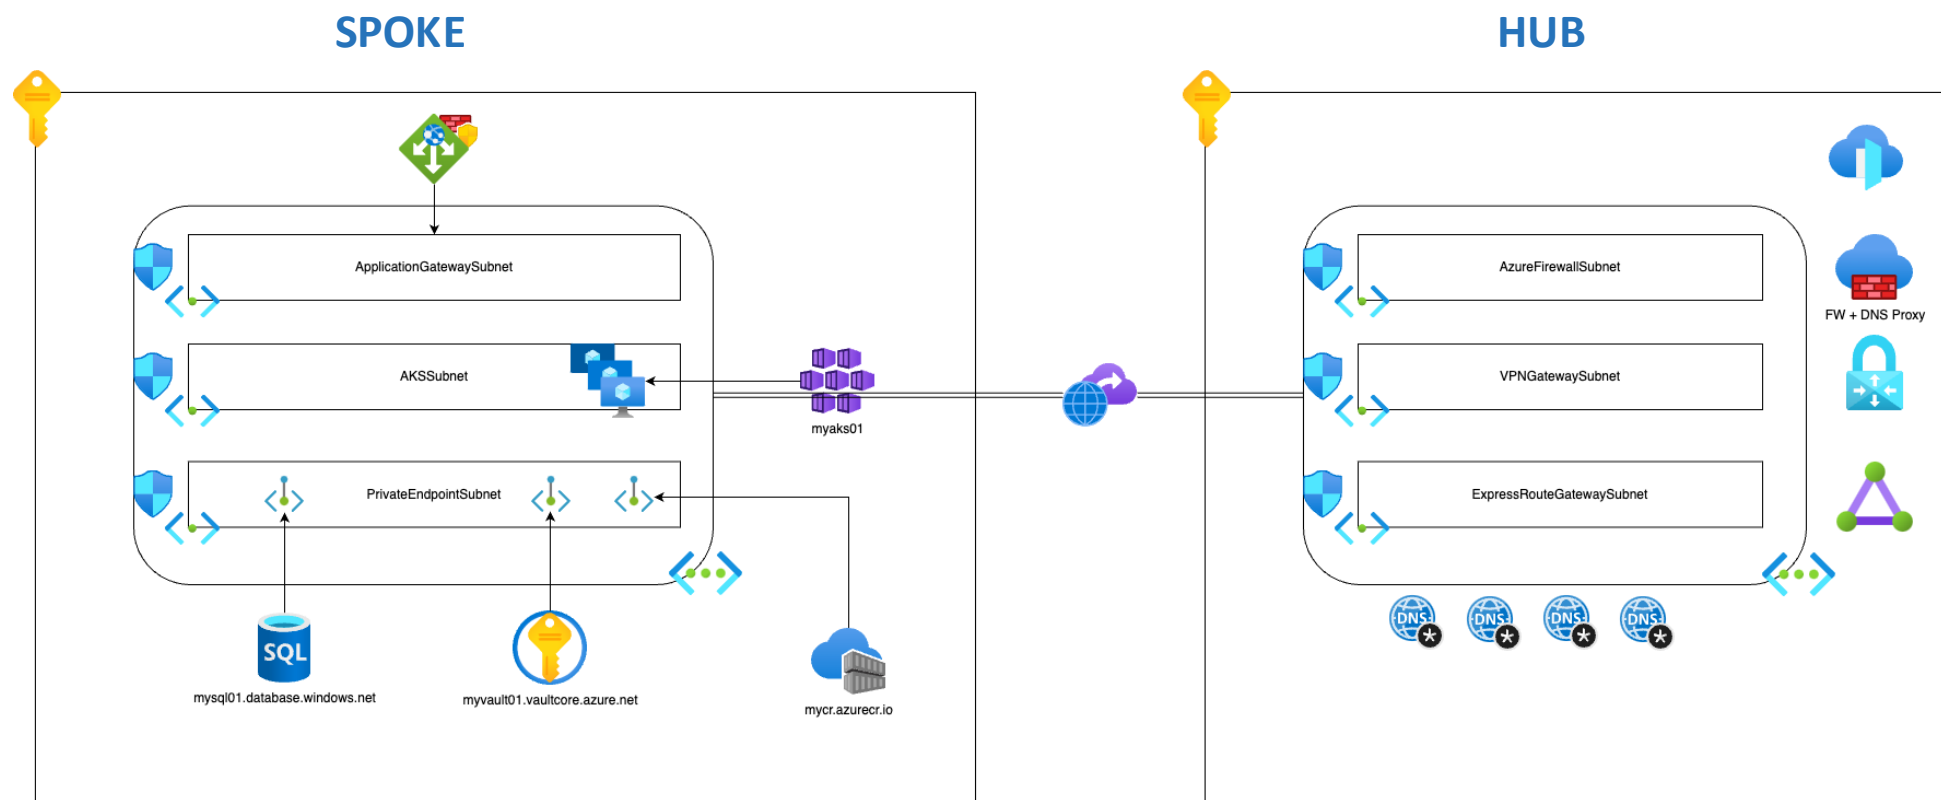 SPOKE
HUB
ApplicationGatewaySubnet
AKSSubnet
myaks01
PrivateEndpointSubnet
SQL
mysql01.database.windows.net
myvault01.vaultcore.azure.net
mycr.azurecr.io
AzureFirewallSubnet
FW + DNS Proxy
VPNGatewaySubnet
ExpressRouteGatewaySubnet
DNS
DNS
DNS
DNS